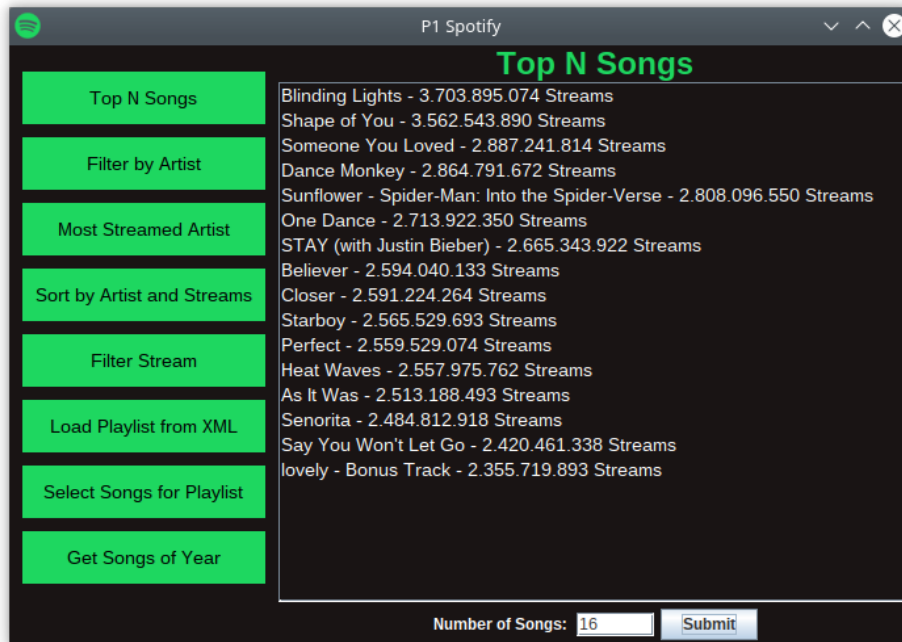 P1 Spotify
Top N Songs
Filter by Artist
Most Streamed Artist
Sort by Artist and Streams
Filter Stream
Load Playlist from XML
Select Songs for Playlist
Get Songs of Year
Top N Songs
Blinding Lights - 3.703.895.074 Streams
Shape of You - 3.562.543.890 Streams
Someone You Loved - 2.887.241.814 Streams
Dance Monkey - 2.864.791.672 Streams
Sunflower - Spider-Man: Into the Spider-Verse - 2.808.096.550 Streams
One Dance - 2.713.922.350 Streams
STAY (with Justin Bieber) - 2.665.343.922 Streams
Believer - 2.594.040.133 Streams
Closer - 2.591.224.264 Streams
Starboy - 2.565.529.693 Streams
Perfect - 2.559.529.074 Streams
Heat Waves - 2.557.975.762 Streams
As It Was - 2.513.188.493 Streams
Senorita - 2.484.812.918 Streams
Say You Won't Let Go - 2.420.461.338 Streams
lovely - Bonus Track - 2.355.719.893 Streams
Number of Songs: 16 Submit